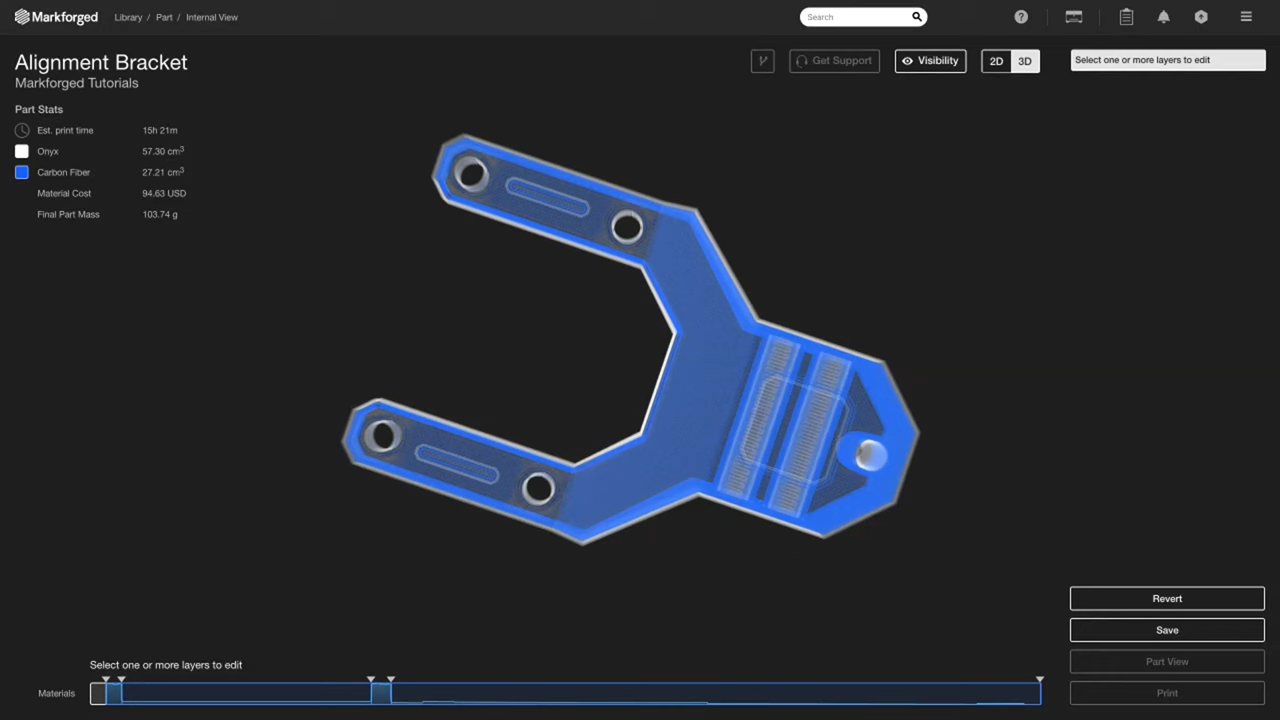 Markforged
Library / Part / Internal View
Search
?
Alignment Bracket
Markforged Tutorials
Get Support
Visibility
2D
3D
Select one or more layers to edit
Part Stats
Est. print time 15h 21m
Onyx 57.30 cm³
Carbon Fiber 27.21 cm³
Material Cost 94.63 USD
Final Part Mass 103.74 g
Revert
Save
Part View
Print
Select one or more layers to edit
Materials